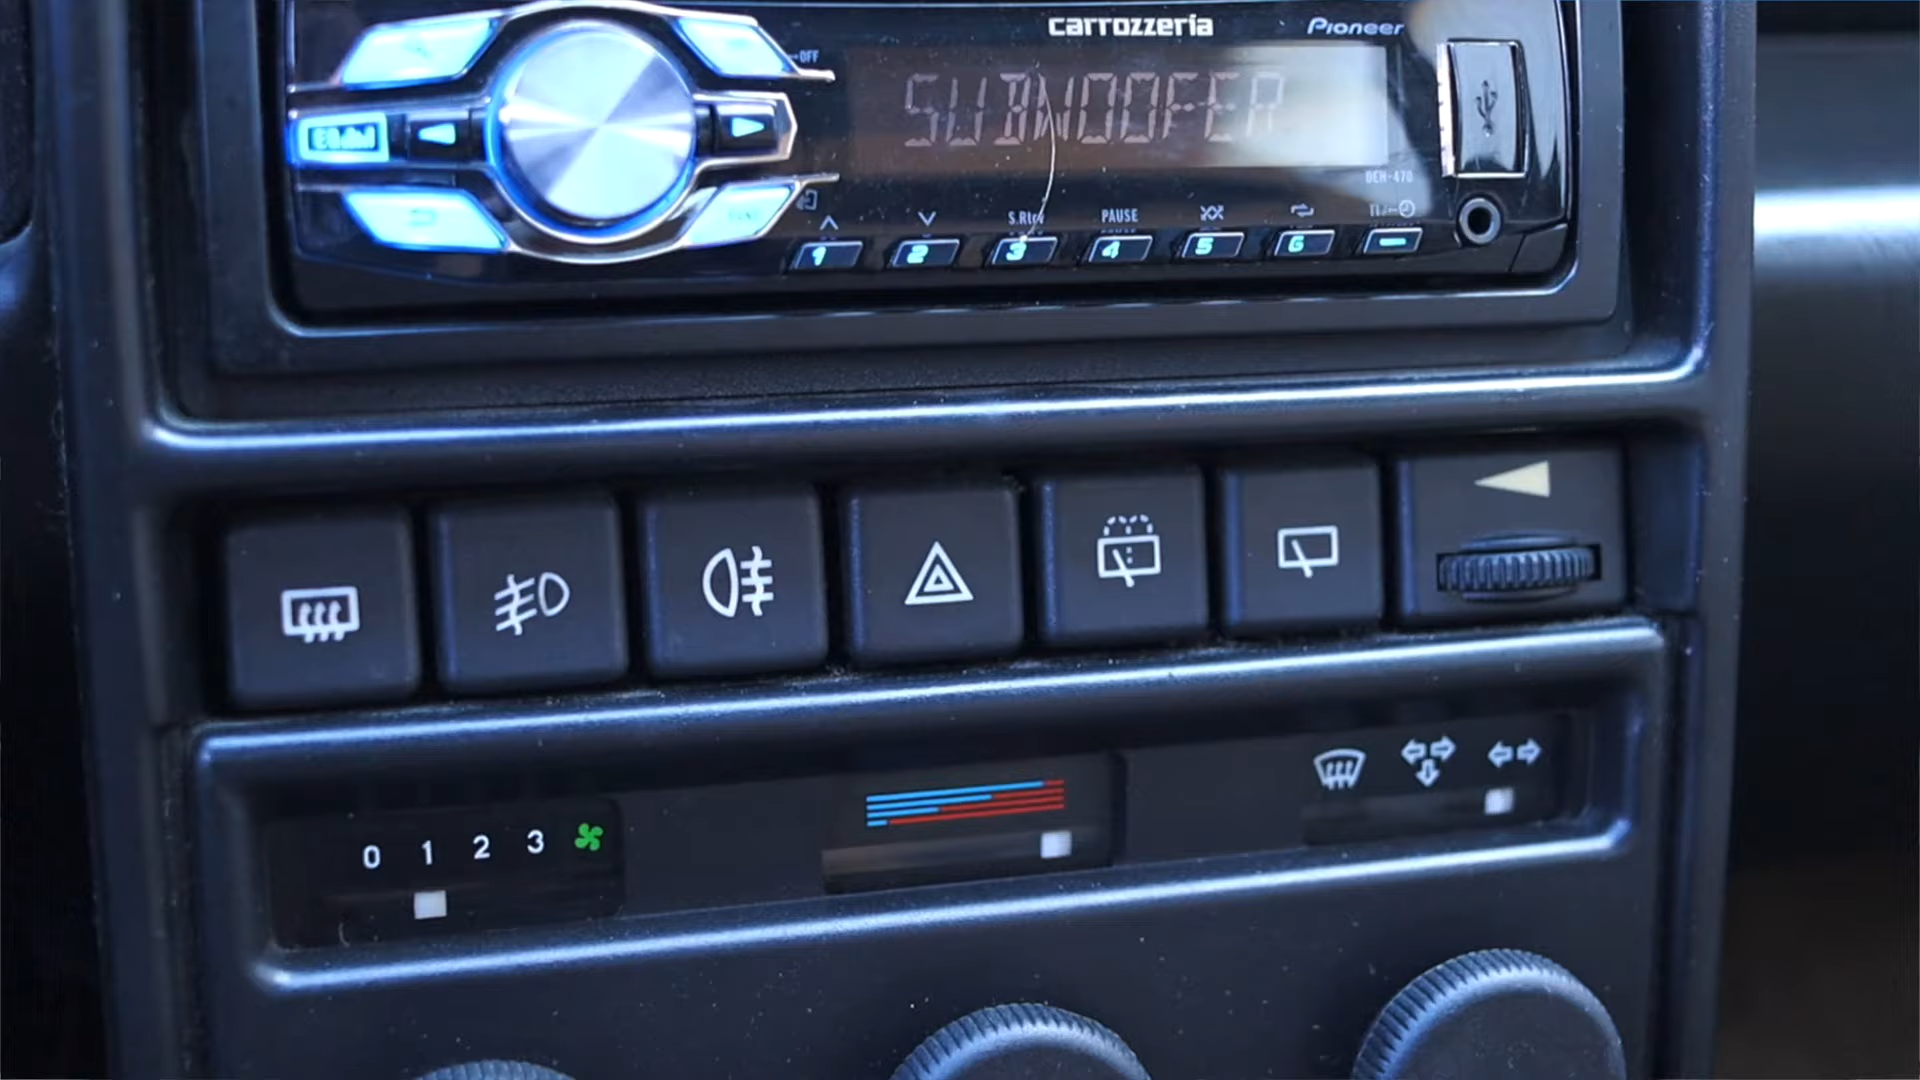 carrozzeria Pioneer
OFF
SUBWOOFER
DEH-470
S.Rtrv PAUSE
1 2 3 4 5 6
0 1 2 3